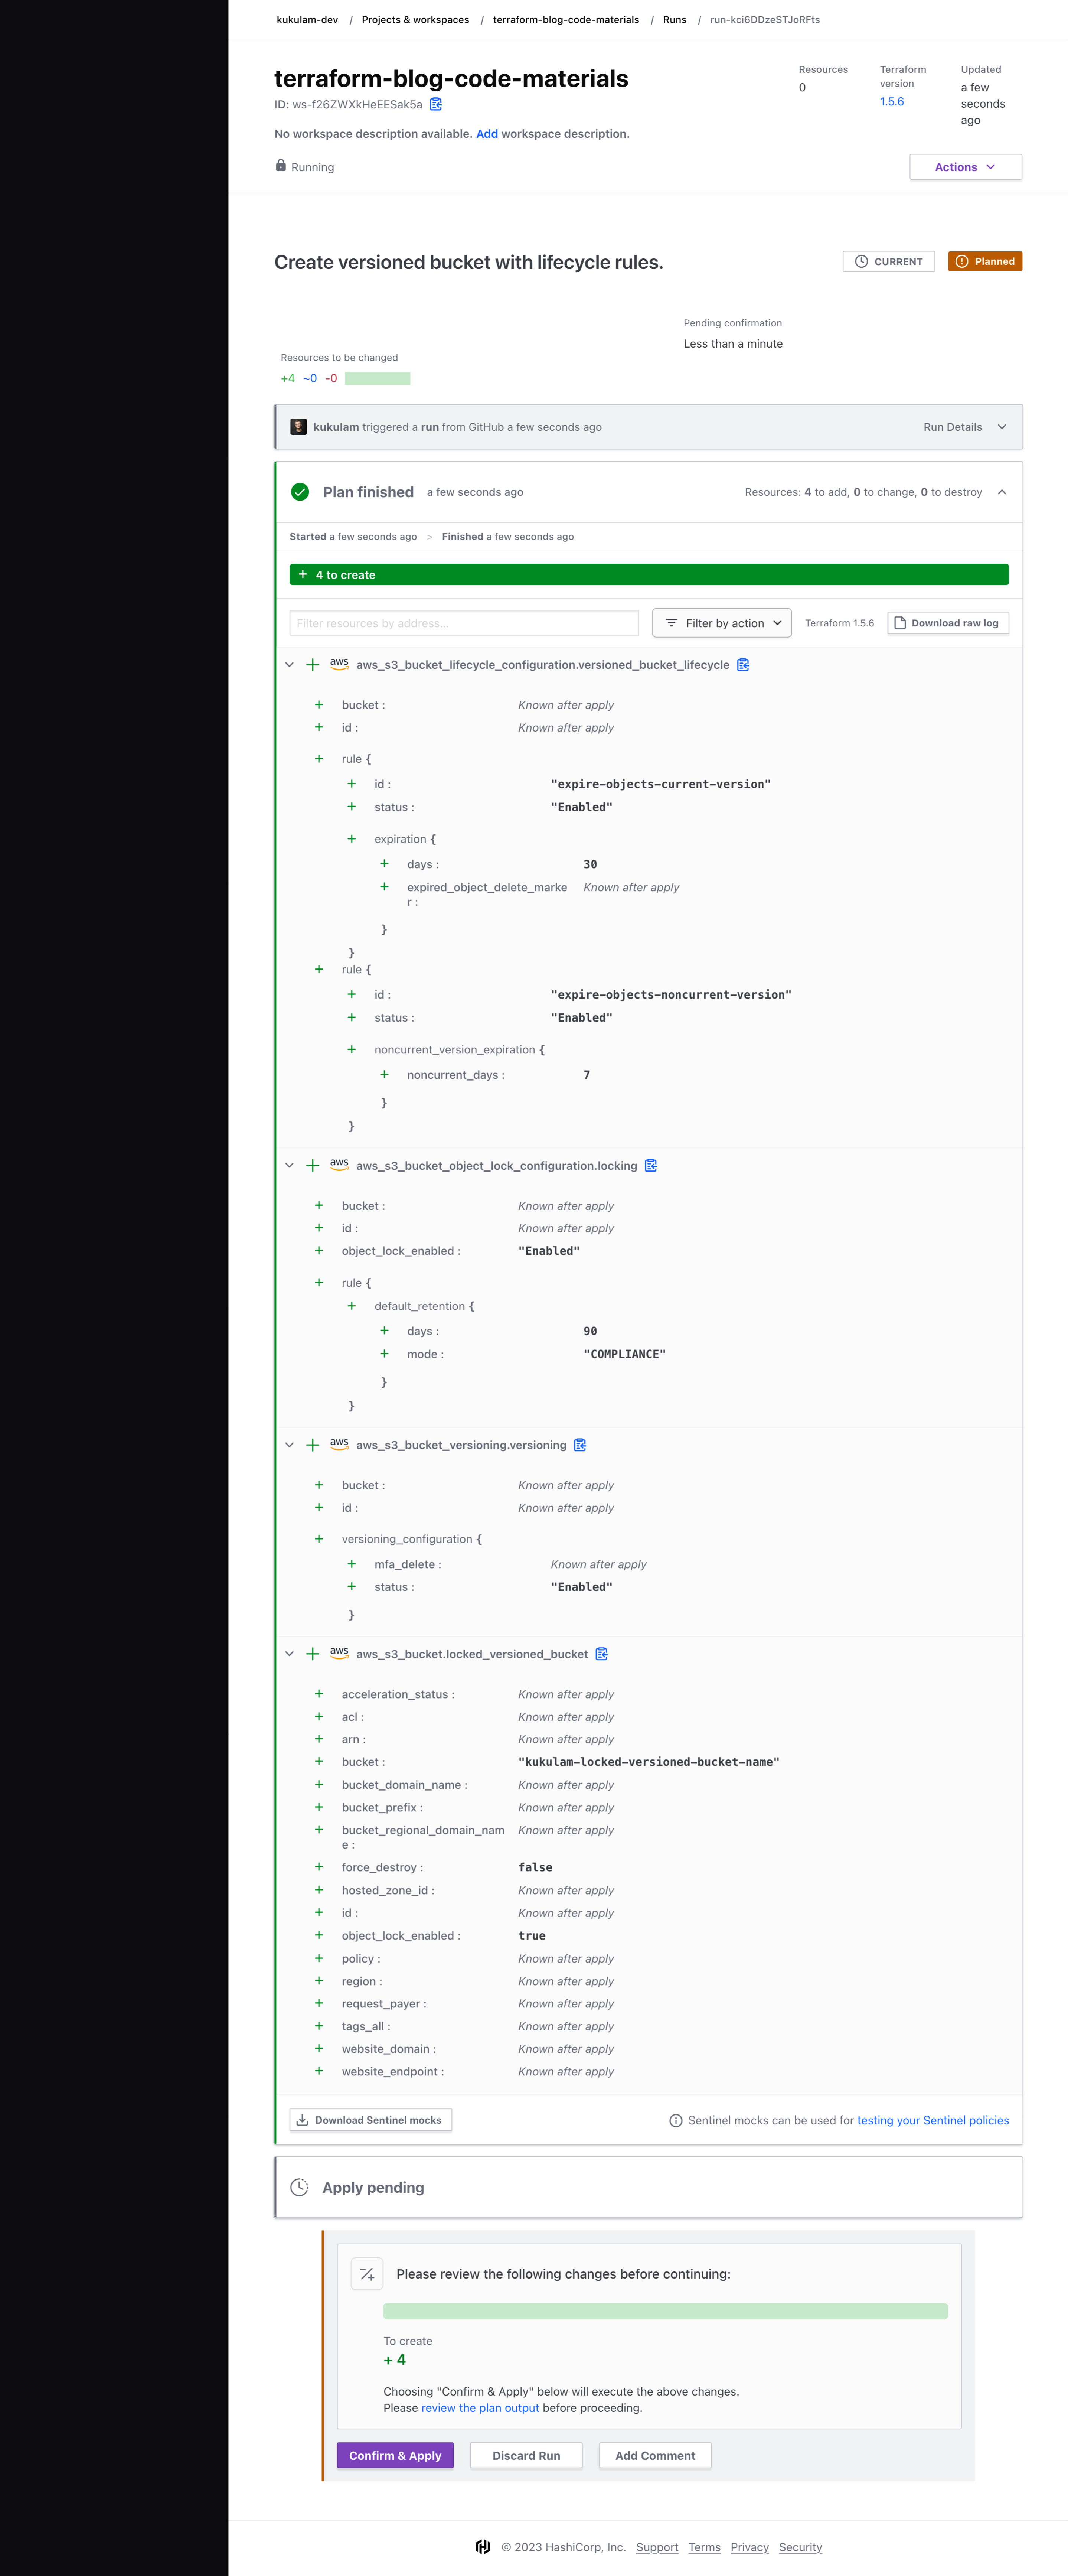 kukulam-dev / Projects & workspaces / terraform-blog-code-materials / Runs / run-kci6DDzeSTJoRFts
terraform-blog-code-materials
ID: ws-f26ZWXkHeEESak5a
No workspace description available. Add workspace description.
Running
Resources
0
Terraform
version
1.5.6
Updated
a few
seconds
ago
Actions
Create versioned bucket with lifecycle rules.
CURRENT
Planned
Pending confirmation
Less than a minute
Resources to be changed
+4 ~0 -0
kukulam triggered a run from GitHub a few seconds ago
Run Details
Plan finished a few seconds ago
Resources: 4 to add, 0 to change, 0 to destroy
Started a few seconds ago > Finished a few seconds ago
+ 4 to create
Filter resources by address...
Filter by action
Terraform 1.5.6
Download raw log
+ aws aws_s3_bucket_lifecycle_configuration.versioned_bucket_lifecycle
+ bucket : Known after apply
+ id : Known after apply
+ rule {
+ id : "expire-objects-current-version"
+ status : "Enabled"
+ expiration {
+ days : 30
+ expired_object_delete_marke Known after apply
r :
}
}
+ rule {
+ id : "expire-objects-noncurrent-version"
+ status : "Enabled"
+ noncurrent_version_expiration {
+ noncurrent_days : 7
}
}
+ aws aws_s3_bucket_object_lock_configuration.locking
+ bucket : Known after apply
+ id : Known after apply
+ object_lock_enabled : "Enabled"
+ rule {
+ default_retention {
+ days : 90
+ mode : "COMPLIANCE"
}
}
+ aws aws_s3_bucket_versioning.versioning
+ bucket : Known after apply
+ id : Known after apply
+ versioning_configuration {
+ mfa_delete : Known after apply
+ status : "Enabled"
}
+ aws aws_s3_bucket.locked_versioned_bucket
+ acceleration_status : Known after apply
+ acl : Known after apply
+ arn : Known after apply
+ bucket : "kukulam-locked-versioned-bucket-name"
+ bucket_domain_name : Known after apply
+ bucket_prefix : Known after apply
+ bucket_regional_domain_nam Known after apply
e :
+ force_destroy : false
+ hosted_zone_id : Known after apply
+ id : Known after apply
+ object_lock_enabled : true
+ policy : Known after apply
+ region : Known after apply
+ request_payer : Known after apply
+ tags_all : Known after apply
+ website_domain : Known after apply
+ website_endpoint : Known after apply
Download Sentinel mocks
Sentinel mocks can be used for testing your Sentinel policies
Apply pending
Please review the following changes before continuing:
To create
+ 4
Choosing "Confirm & Apply" below will execute the above changes.
Please review the plan output before proceeding.
Confirm & Apply
Discard Run
Add Comment
© 2023 HashiCorp, Inc. Support Terms Privacy Security